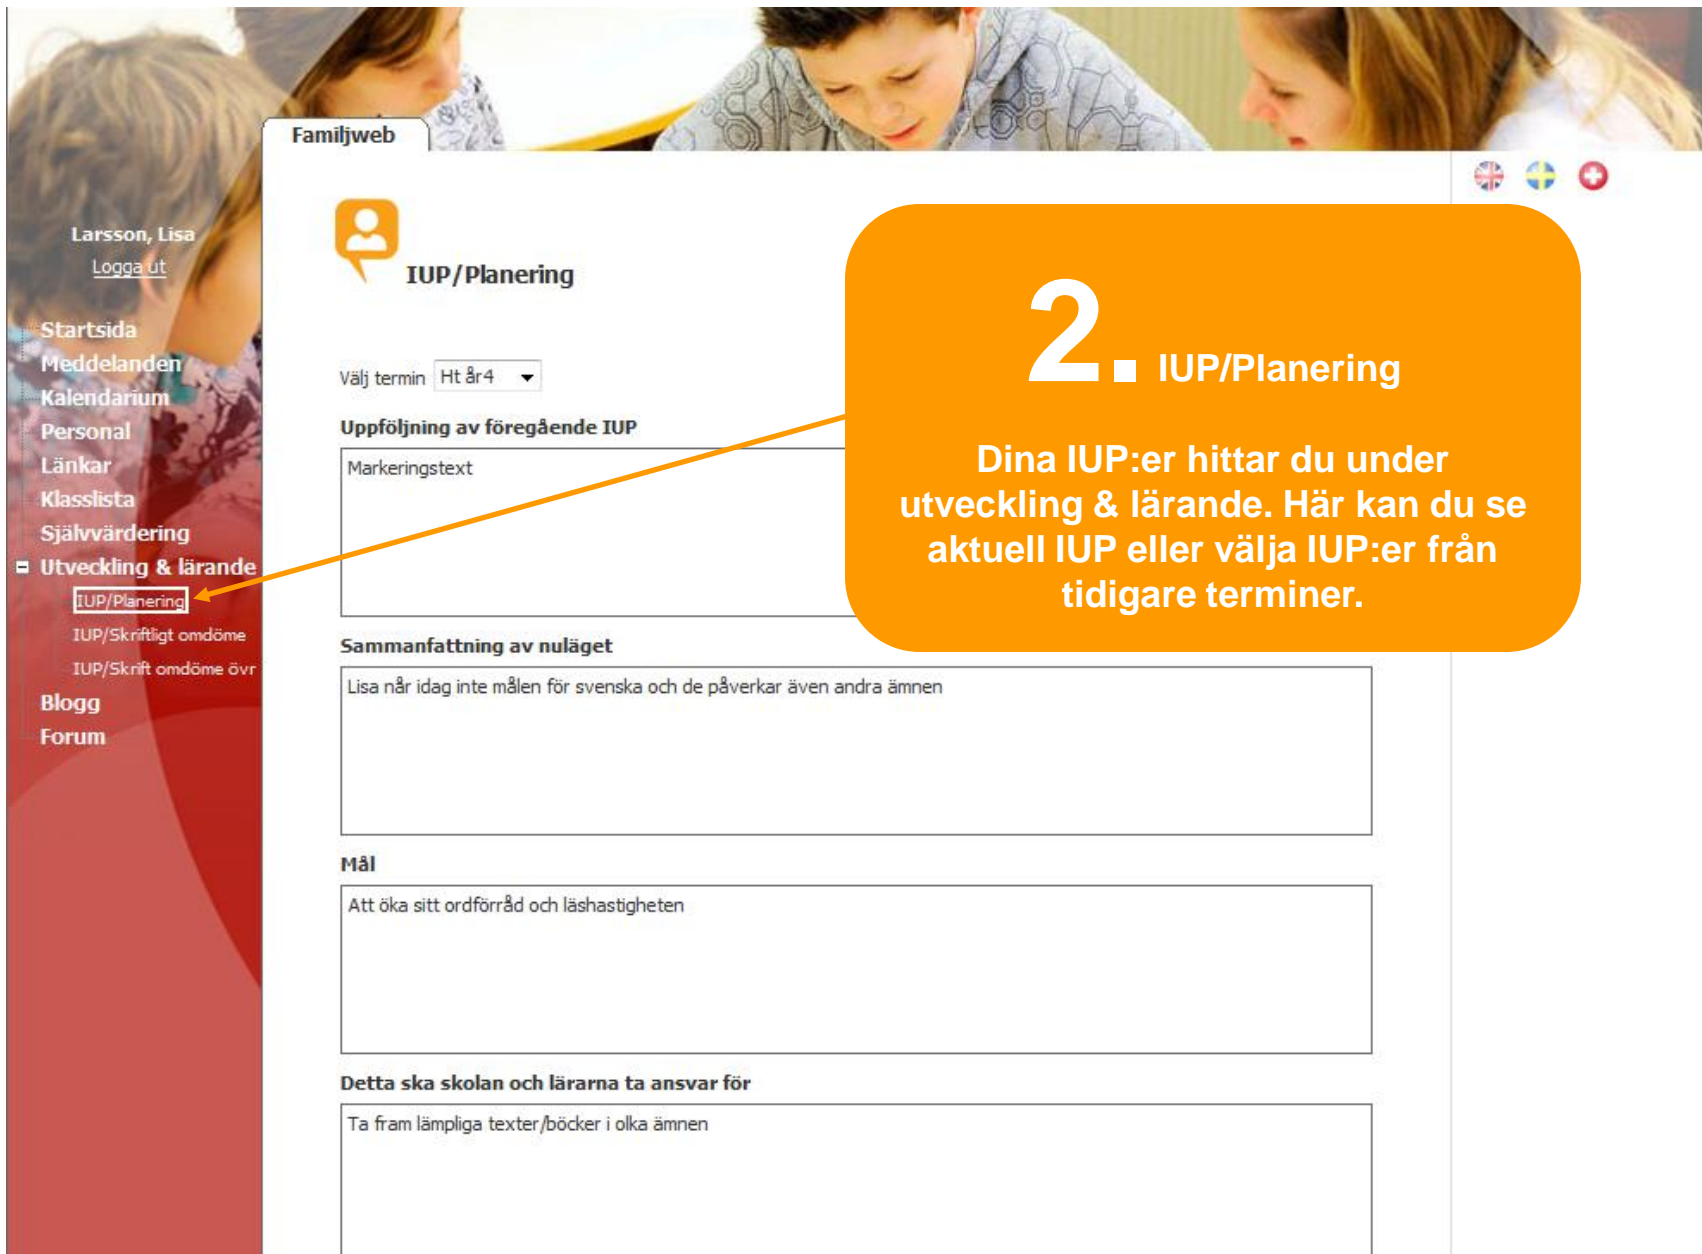 Familjweb
Larsson, Lisa
Logga ut
Startsida
Meddelanden
Kalendarium
Personal
Länkar
Klasslista
Självvärdering
Utveckling & lärande
IUP/Planering
IUP/Skriftligt omdöme
IUP/Skrift omdöme övr
Blogg
Forum
IUP/Planering
Välj termin Ht år4
Uppföljning av föregående IUP
Markeringstext
Sammanfattning av nuläget
Lisa når idag inte målen för svenska och de påverkar även andra ämnen
Mål
Att öka sitt ordförråd och läshastigheten
Detta ska skolan och lärarna ta ansvar för
Ta fram lämpliga texter/böcker i olka ämnen
2. IUP/Planering
Dina IUP:er hittar du under
utveckling & lärande. Här kan du se
aktuell IUP eller välja IUP:er från
tidigare terminer.